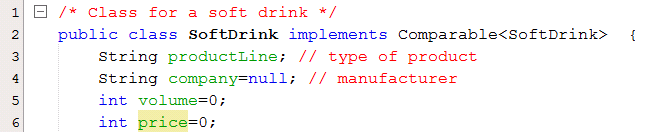 1 /* Class for a soft drink */
2 public class SoftDrink implements Comparable<SoftDrink> {
3 String productLine; // type of product
4 String company=null; // manufacturer
5 int volume=0;
6 int price=0;